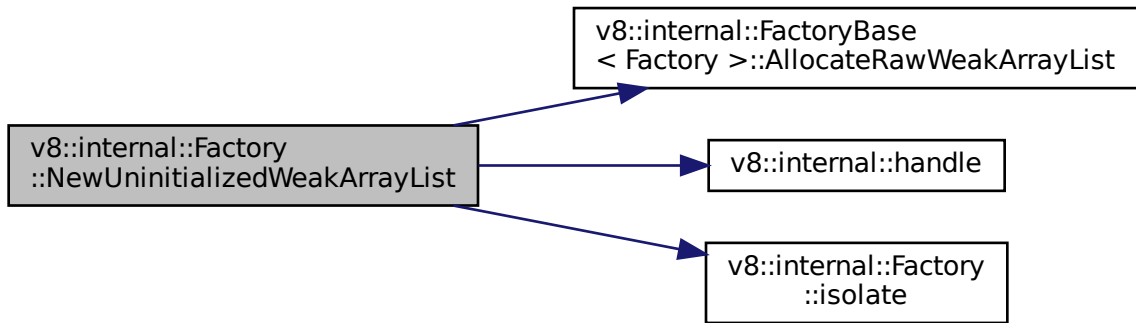 v8::internal::FactoryBase
< Factory >::AllocateRawWeakArrayList
v8::internal::Factory
::NewUninitializedWeakArrayList
v8::internal::handle
v8::internal::Factory
::isolate